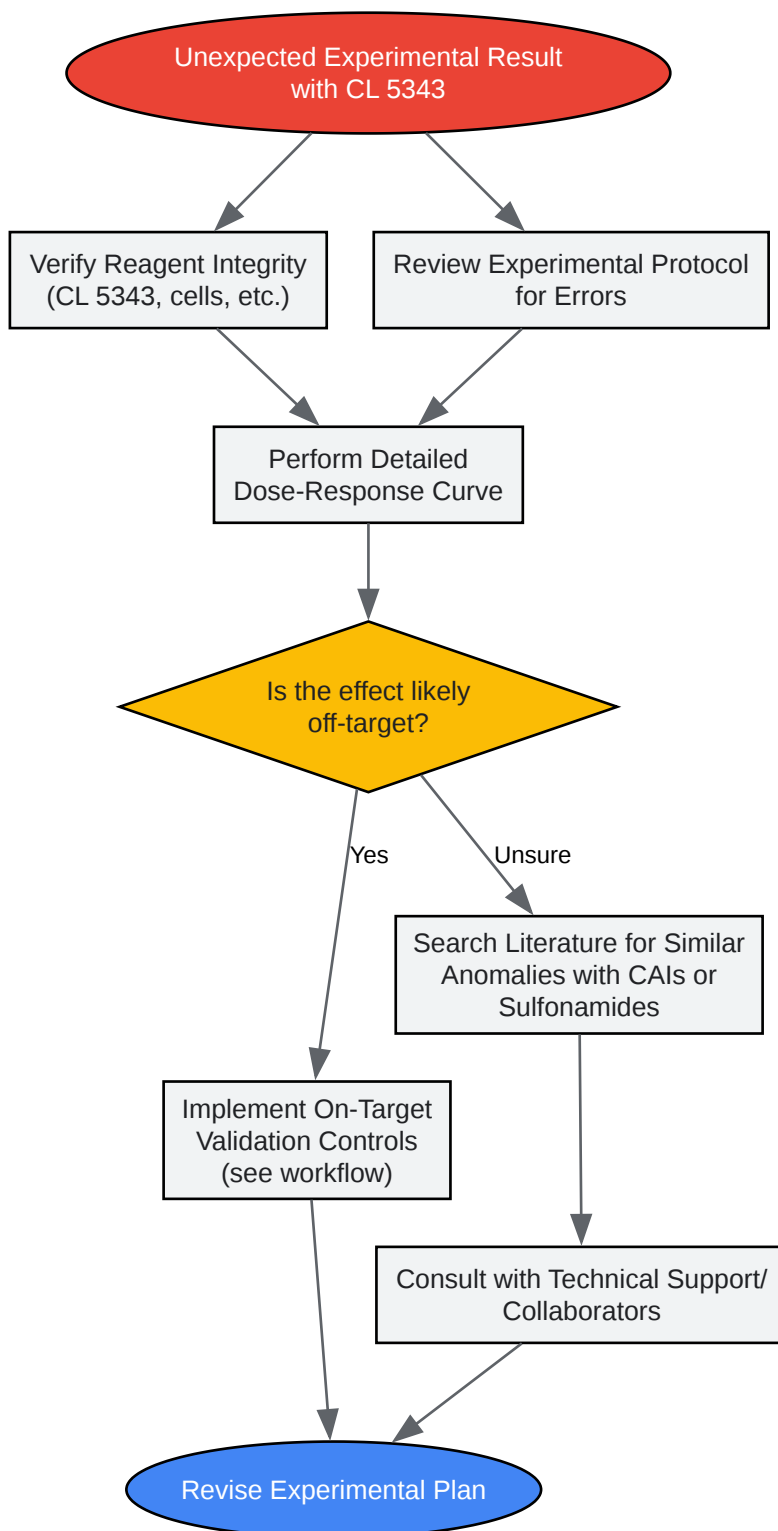 Unexpected Experimental Result
with CL 5343
Verify Reagent Integrity
(CL 5343, cells, etc.)
Review Experimental Protocol
for Errors
Perform Detailed
Dose-Response Curve
Is the effect likely
off-target?
Yes
Unsure
Search Literature for Similar
Anomalies with CAIs or
Sulfonamides
Implement On-Target
Validation Controls
(see workflow)
Consult with Technical Support/
Collaborators
Revise Experimental Plan